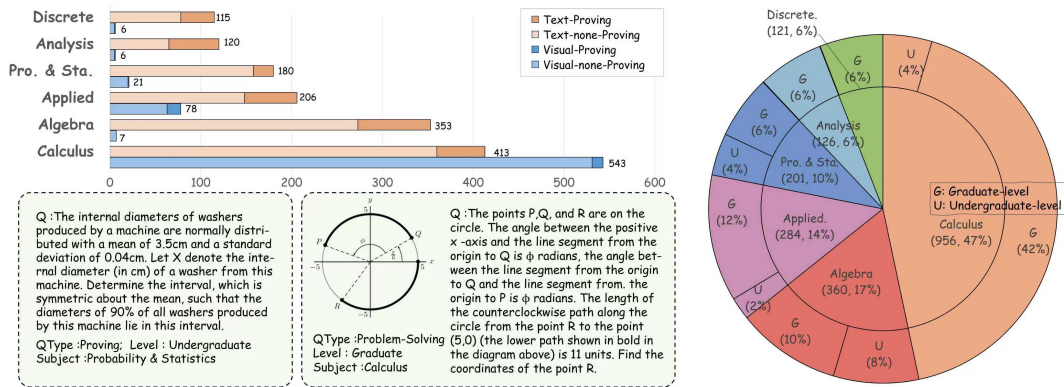 Discrete
115
6
Analysis
120
6
Pro. & Sta.
180
21
Applied
206
78
Algebra
353
7
Calculus
413
543
0 100 200 300 400 500 600
Text-Proving
Text-none-Proving
Visual-Proving
Visual-none-Proving
Q :The internal diameters of washers
produced by a machine are normally distri-
buted with a mean of 3.5cm and a standard
deviation of 0.04cm. Let X denote the inte-
rnal diameter (in cm) of a washer from this
machine. Determine the interval, which is
symmetric about the mean, such that the
diameters of 90% of all washers produced
by this machine lie in this interval.
QType :Proving; Level : Undergraduate
Subject :Probability & Statistics
y
5
P
ϕ
Q
-5
5
x
R
-5
QType :Problem-Solving
Level : Graduate
Subject :Calculus
Q :The points P,Q, and R are on the
circle. The angle between the positive
x -axis and the line segment from the
origin to Q is ϕ radians, the angle bet-
ween the line segment from the origin
to Q and the line segment from. the
origin to P is ϕ radians. The length of
the counterclockwise path along the
circle from the point R to the point
(5,0) (the lower path shown in bold in
the diagram above) is 11 units. Find the
coordinates of the point R.
Discrete.
(121, 6%)
G
(6%)
U
(4%)
G
(6%)
Analysis
(126, 6%)
G
(6%)
U
(4%)
Pro. & Sta.
(201, 10%)
G
(12%)
U
(2%)
Applied.
(284, 14%)
G: Graduate-level
U: Undergraduate-level
Calculus
(956, 47%)
G
(42%)
Algebra
(360, 17%)
G
(10%)
U
(8%)